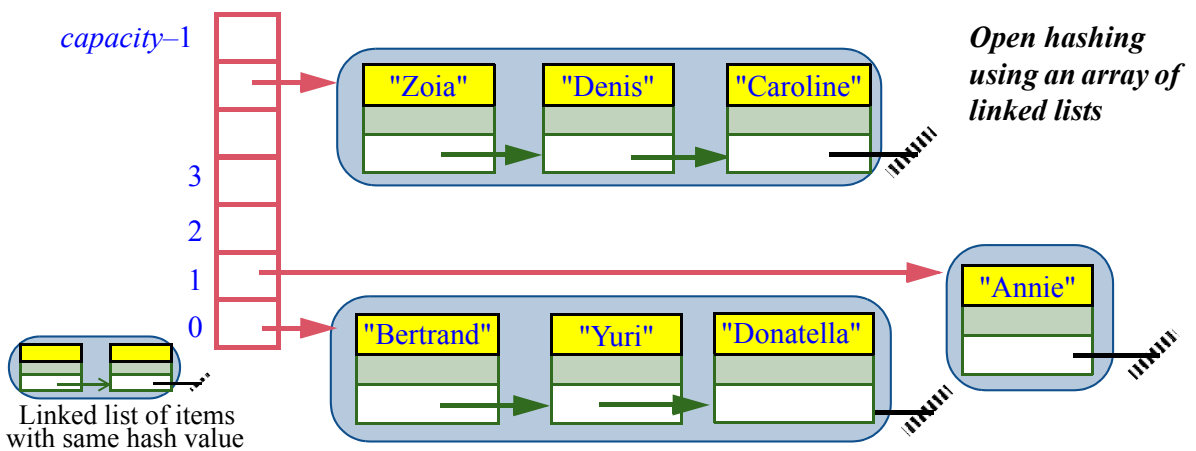 capacity–1
"Zoia" "Denis" "Caroline"
Open hashing
using an array of
linked lists
3
2
1
"Annie"
0
"Bertrand" "Yuri" "Donatella"
Linked list of items
with same hash value